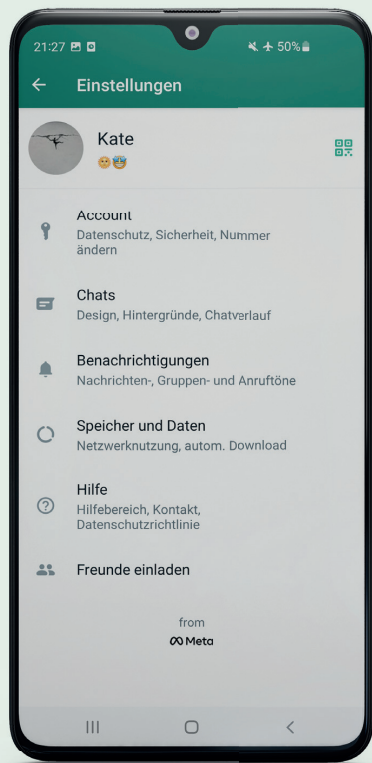 21:27 50%
Einstellungen
Kate
Account
Datenschutz, Sicherheit, Nummer
ändern
Chats
Design, Hintergründe, Chatverlauf
Benachrichtigungen
Nachrichten-, Gruppen- und Anruftöne
Speicher und Daten
Netzwerknutzung, autom. Download
Hilfe
Hilfebereich, Kontakt,
Datenschutzrichtlinie
Freunde einladen
from
Meta